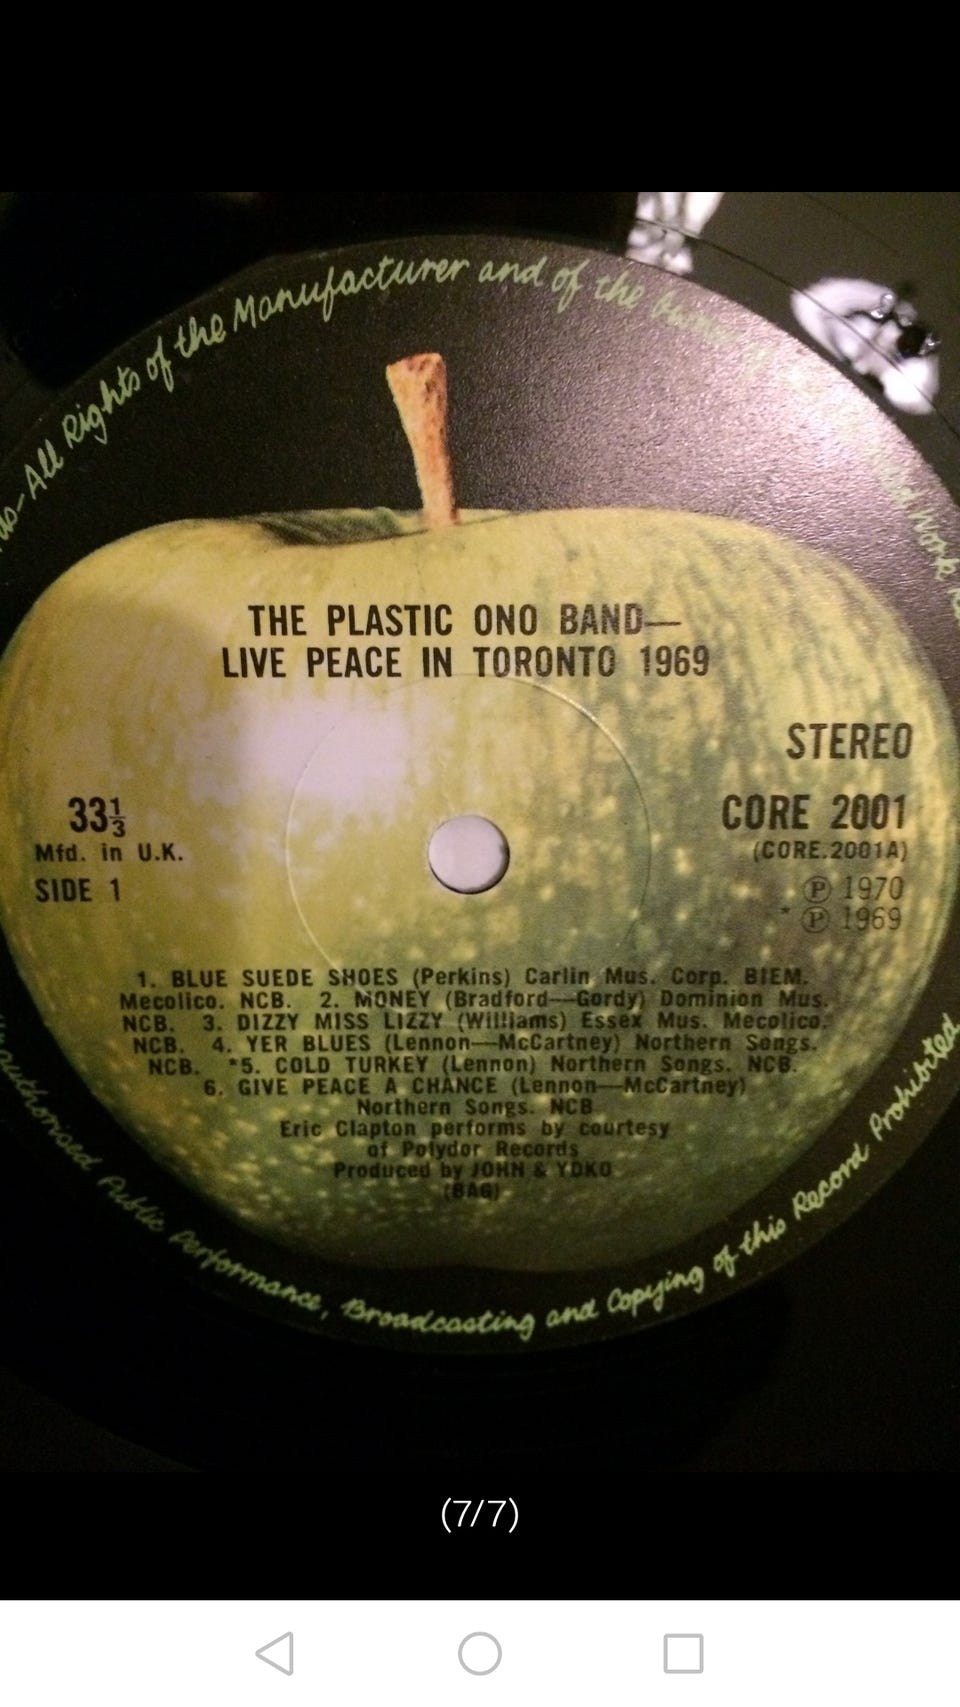 ds-All Rights of the Manufacturer and of the
Work
THE PLASTIC ONO BAND—
LIVE PEACE IN TORONTO 1969
STEREO
33⅓
CORE 2001
Mfd. in U.K.
(CORE.2001A)
SIDE 1
℗ 1970
* ℗ 1969
1. BLUE SUEDE SHOES (Perkins) Carlin Mus. Corp. BIEM.
Mecolico. NCB. 2. MONEY (Bradford—Gordy) Dominion Mus.
NCB. 3. DIZZY MISS LIZZY (Williams) Essex Mus. Mecolico.
NCB. 4. YER BLUES (Lennon—McCartney) Northern Songs.
NCB. *5. COLD TURKEY (Lennon) Northern Songs. NCB.
6. GIVE PEACE A CHANCE (Lennon—McCartney)
Northern Songs. NCB
Eric Clapton performs by courtesy
of Polydor Records
Produced by JOHN & YOKO
(BAG)
Unauthorised Public Performance, Broadcasting and Copying of this Record Prohibited
(7/7)